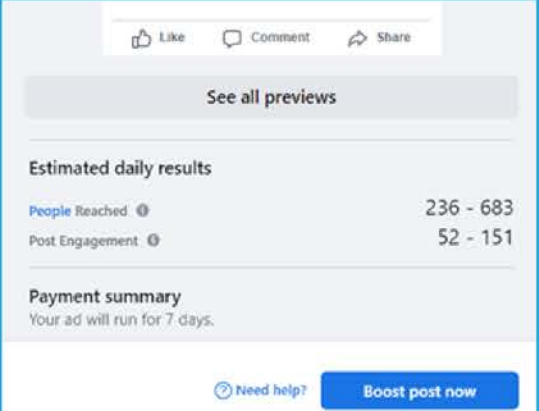 Like Comment Share
See all previews
Estimated daily results
People Reached 236 - 683
Post Engagement 52 - 151
Payment summary
Your ad will run for 7 days.
Need help? Boost post now